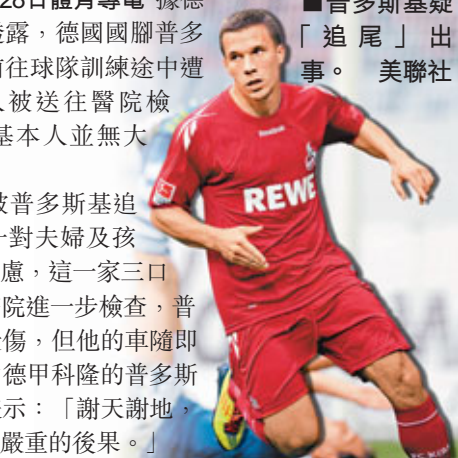 28日體育專電 據德
透露，德國國腳普多
前往球隊訓練途中遭
人被送往醫院檢
基本人並無大
被普多斯基追
一對夫婦及孩
慮，這一家三口
院進一步檢查，普
傷，但他的車隨即
德甲科隆的普多斯
示：「謝天謝地，
嚴重的後果。」
■普多斯基疑
「追尾」出
事。 美聯社
Reebok
REWE